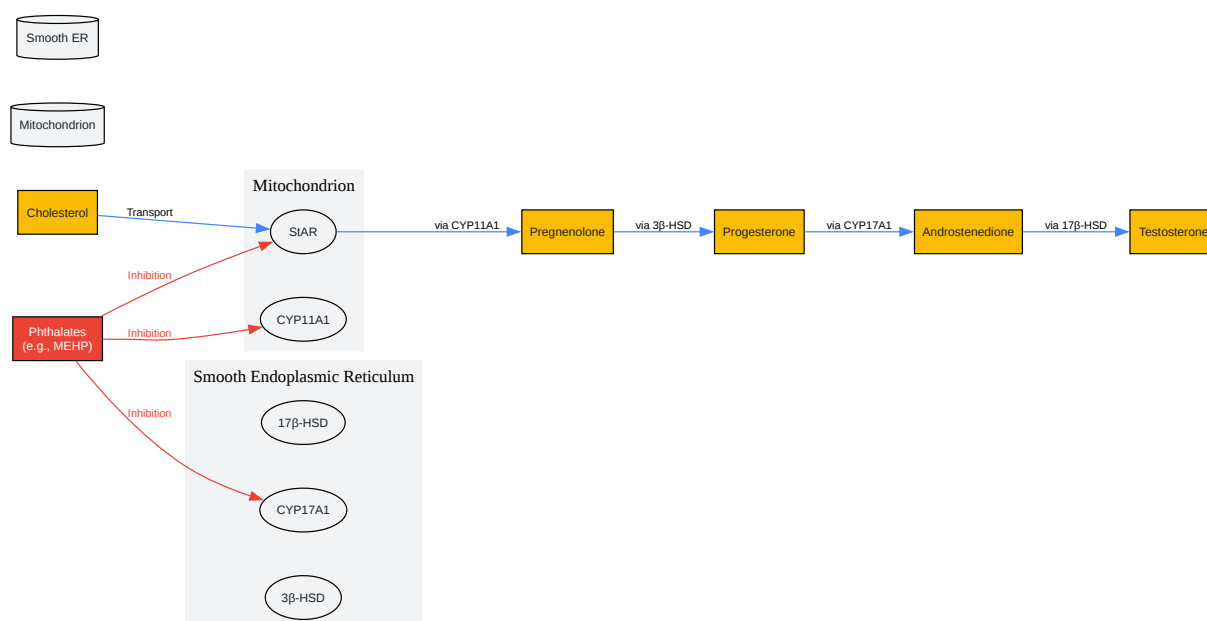 Smooth ER
Mitochondrion
Mitochondrion
Cholesterol
Transport
StAR
via CYP11A1
Pregnenolone
via 3β-HSD
Progesterone
via CYP17A1
Androstenedione
via 17β-HSD
Testosterone
Inhibition
CYP11A1
Phthalates
(e.g., MEHP)
Inhibition
Smooth Endoplasmic Reticulum
Inhibition
17β-HSD
CYP17A1
3β-HSD